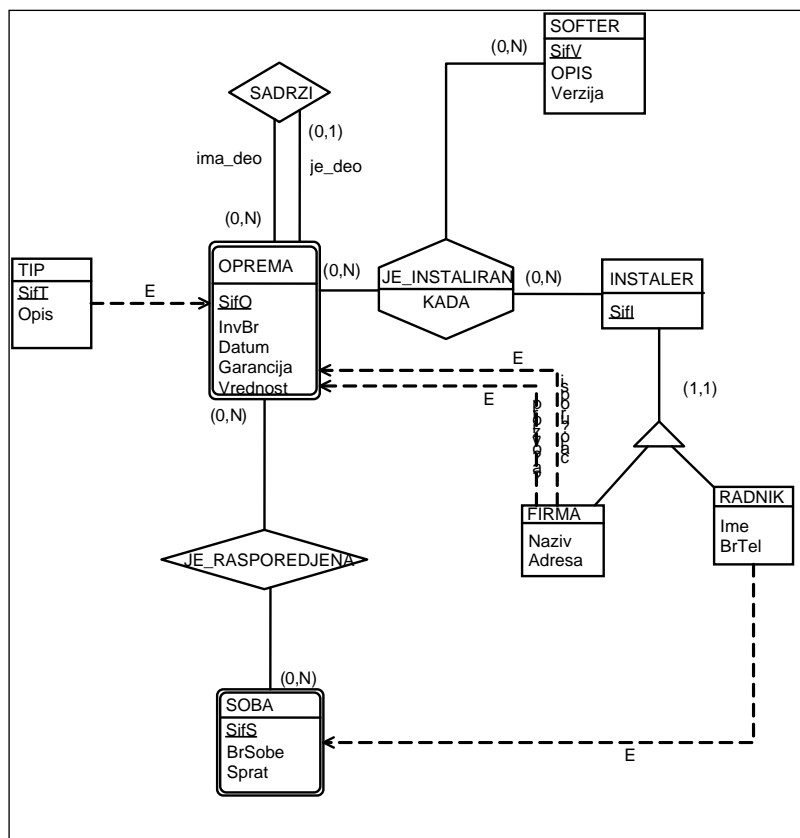 SOFTER
SifV
OPIS
Verzija
(0,N)
SADRZI
(0,1)
ima_deo
je_deo
(0,N)
TIP
SifT
Opis
E
OPREMA
SifO
InvBr
Datum
Garancija
Vrednost
(0,N)
JE_INSTALIRAN
KADA
(0,N)
INSTALER
SifI
E
E
(1,1)
(0,N)
FIRMA
Naziv
Adresa
RADNIK
Ime
BrTel
JE_RASPOREDJENA
(0,N)
SOBA
SifS
BrSobe
Sprat
E